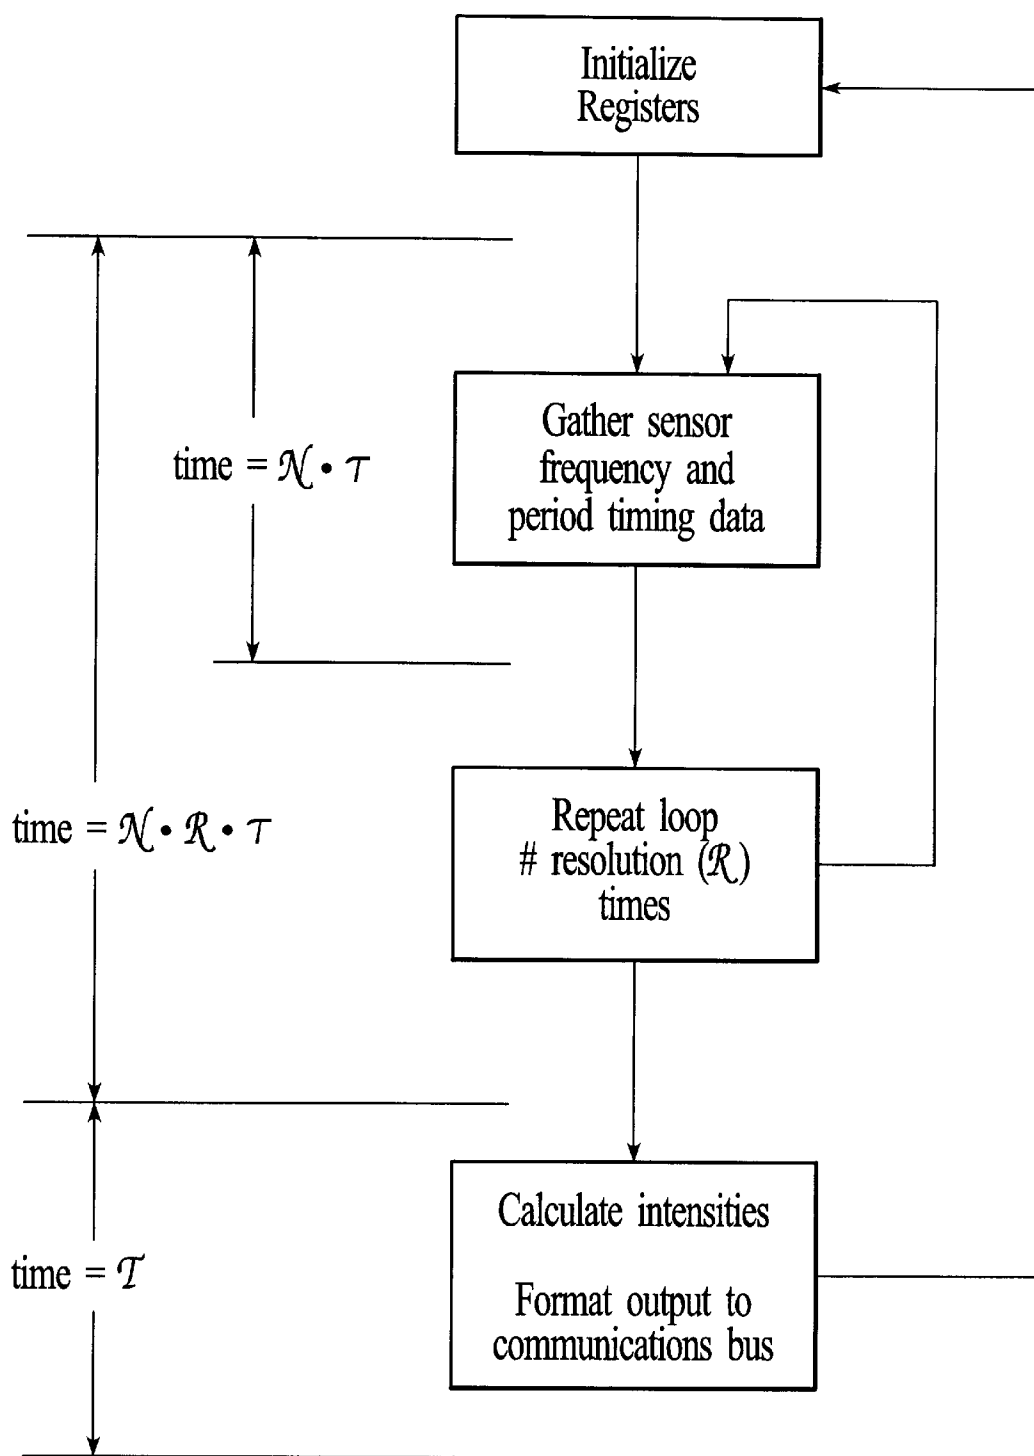 Initialize
Registers
Gather sensor
frequency and
period timing data
time = 𝒩 • τ
Repeat loop
# resolution (ℛ)
times
time = 𝒩 • ℛ • τ
Calculate intensities
Format output to
communications bus
time = 𝒯